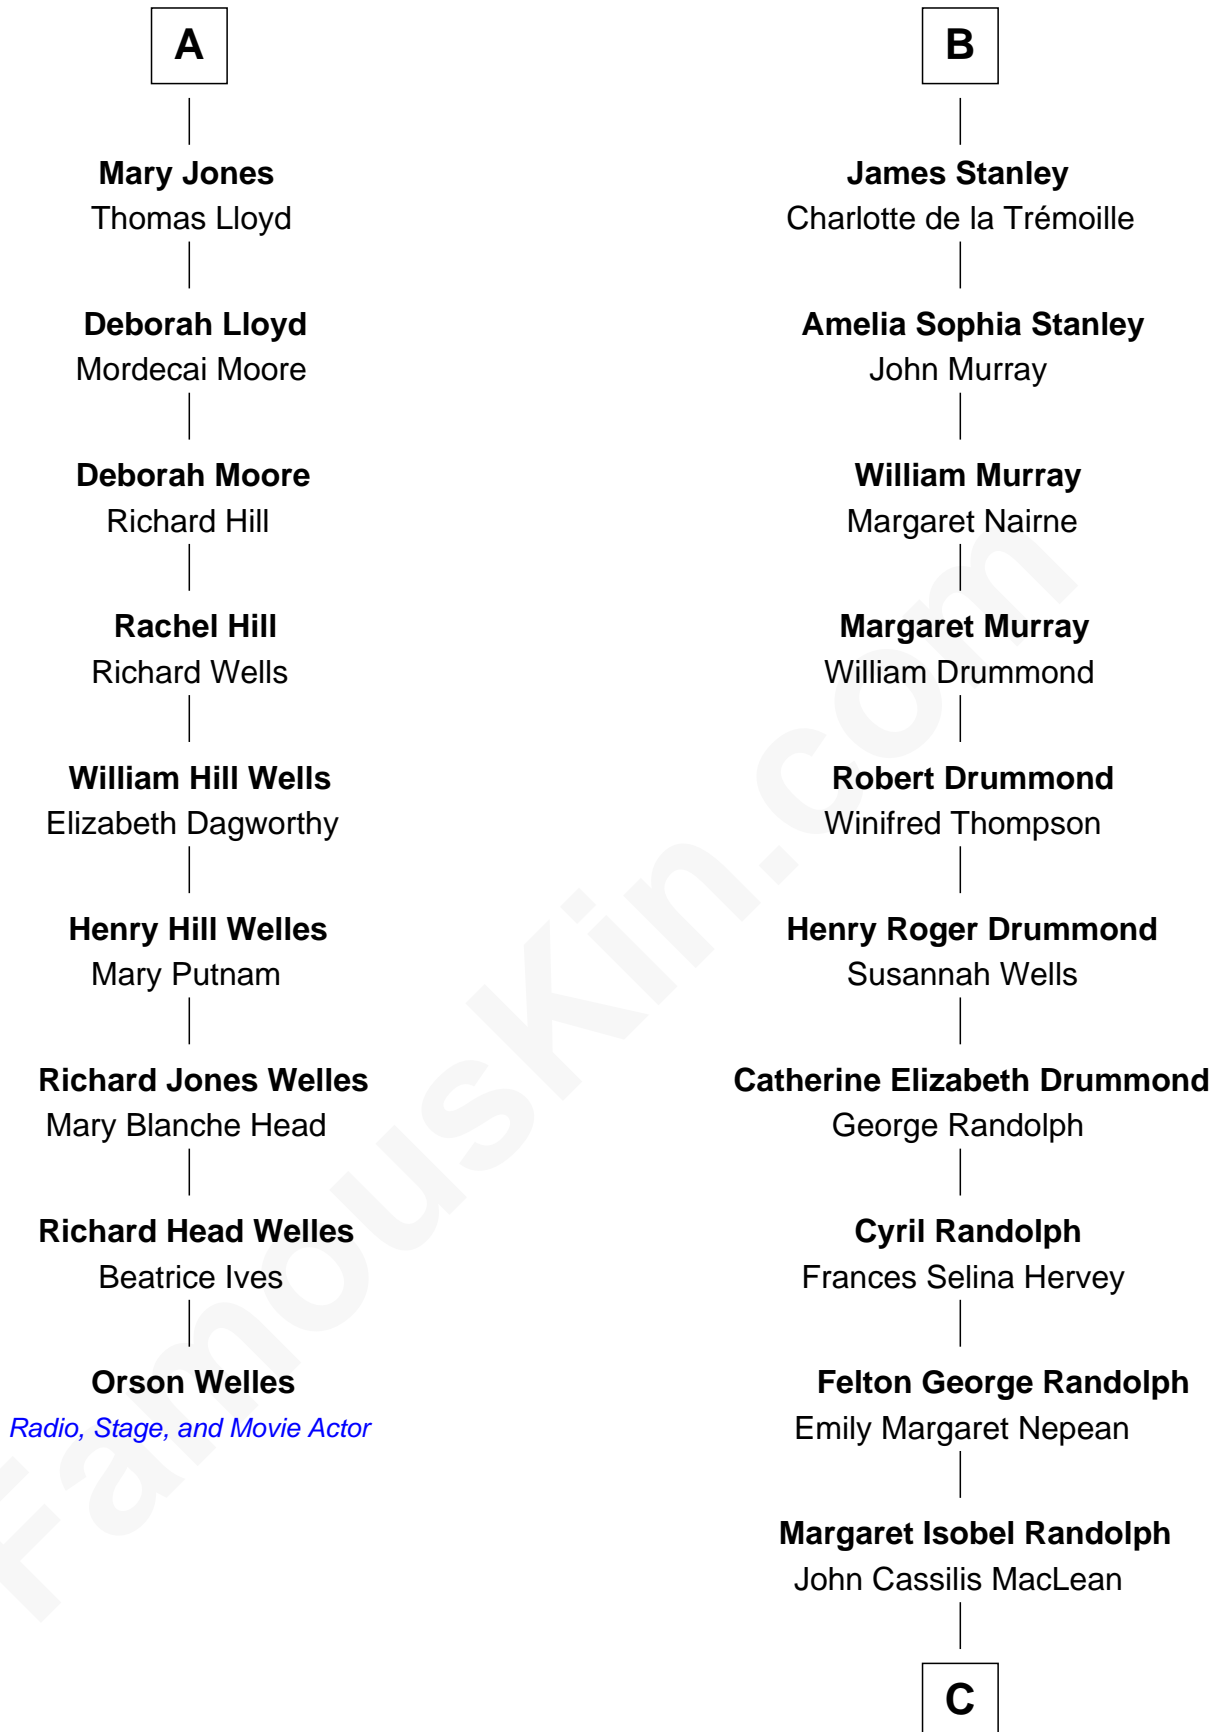 A
Mary Jones
Thomas Lloyd
Deborah Lloyd
Mordecai Moore
Deborah Moore
Richard Hill
Rachel Hill
Richard Wells
William Hill Wells
Elizabeth Dagworthy
Henry Hill Welles
Mary Putnam
Richard Jones Welles
Mary Blanche Head
Richard Head Welles
Beatrice Ives
Orson Welles
Radio, Stage, and Movie Actor
B
James Stanley
Charlotte de la Trémoille
Amelia Sophia Stanley
John Murray
William Murray
Margaret Nairne
Margaret Murray
William Drummond
Robert Drummond
Winifred Thompson
Henry Roger Drummond
Susannah Wells
Catherine Elizabeth Drummond
George Randolph
Cyril Randolph
Frances Selina Hervey
Felton George Randolph
Emily Margaret Nepean
Margaret Isobel Randolph
John Cassilis MacLean
C
FamousKin.com